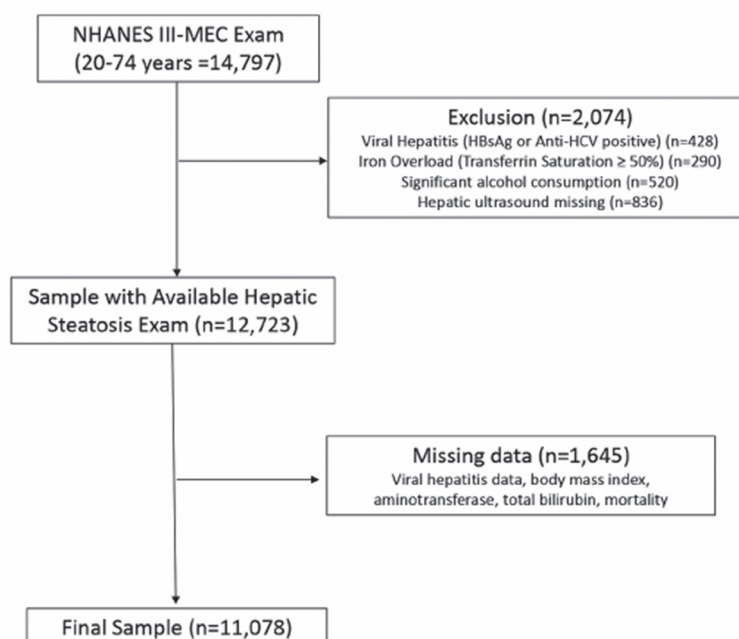 NHANES III-MEC Exam
(20-74 years =14,797)
Exclusion (n=2,074)
Viral Hepatitis (HBsAg or Anti-HCV positive) (n=428)
Iron Overload (Transferrin Saturation ≥ 50%) (n=290)
Significant alcohol consumption (n=520)
Hepatic ultrasound missing (n=836)
Sample with Available Hepatic
Steatosis Exam (n=12,723)
Missing data (n=1,645)
Viral hepatitis data, body mass index,
aminotransferase, total bilirubin, mortality
Final Sample (n=11,078)